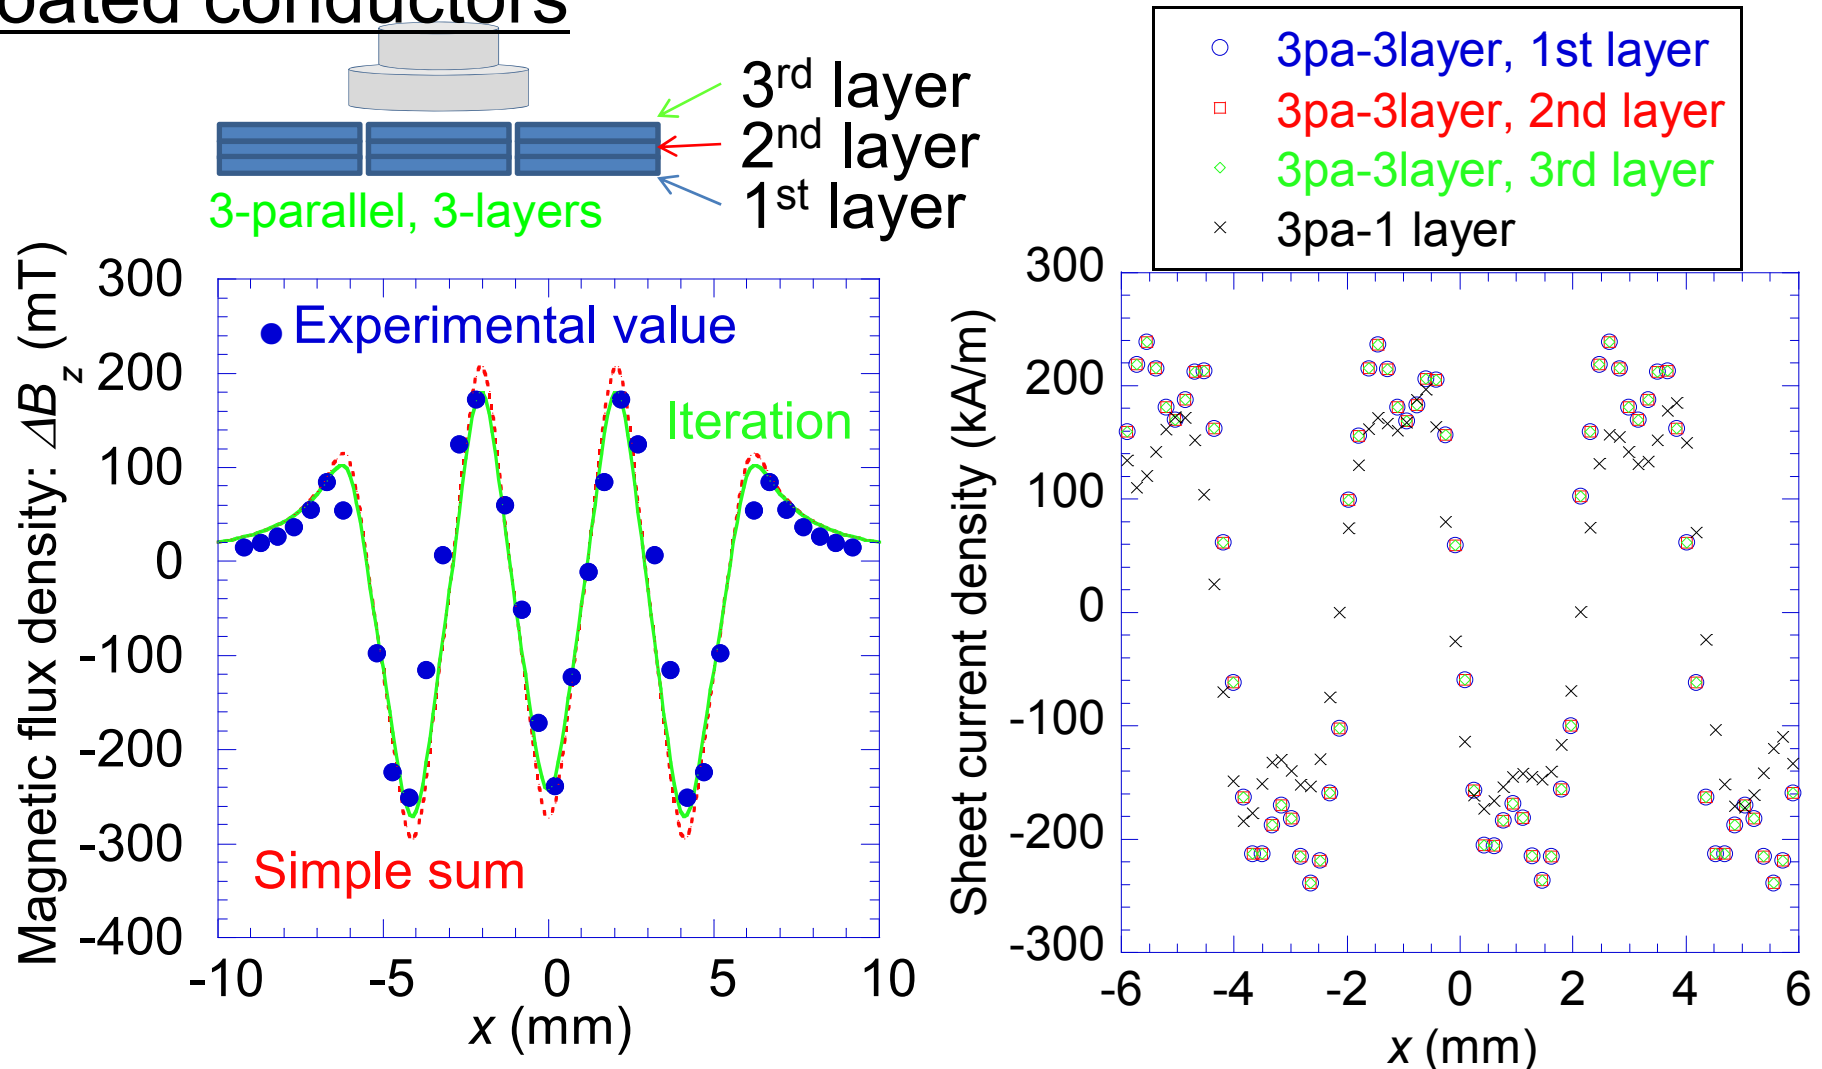 oated conductors
3rd layer
2nd layer
1st layer
3-parallel, 3-layers
3pa-3layer, 1st layer
3pa-3layer, 2nd layer
3pa-3layer, 3rd layer
3pa-1 layer
Magnetic flux density: ΔBz (mT)
300
200
100
0
-100
-200
-300
-400
Experimental value
Iteration
Simple sum
-10
-5
0
5
10
x (mm)
Sheet current density (kA/m)
300
200
100
0
-100
-200
-300
-6
-4
-2
0
2
4
6
x (mm)